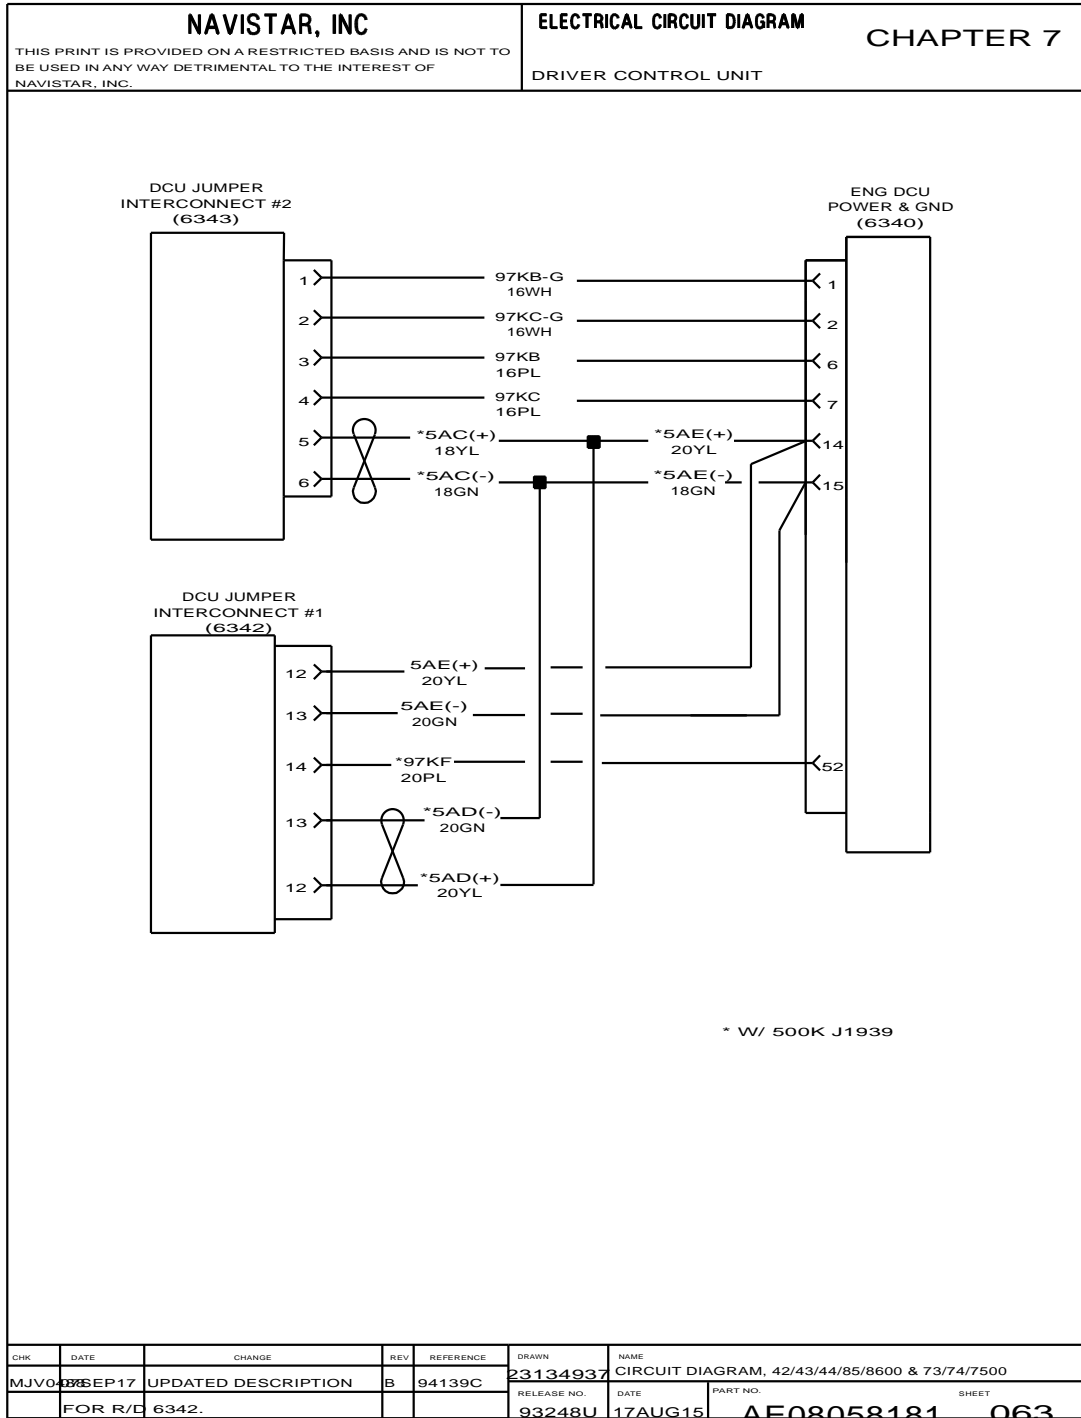 NAVISTAR, INC
THIS PRINT IS PROVIDED ON A RESTRICTED BASIS AND IS NOT TO
BE USED IN ANY WAY DETRIMENTAL TO THE INTEREST OF
NAVISTAR, INC.
ELECTRICAL CIRCUIT DIAGRAM
CHAPTER 7
DRIVER CONTROL UNIT
DCU JUMPER
INTERCONNECT #2
(6343)
ENG DCU
POWER & GND
(6340)
1 97KB-G 1
16WH
2 97KC-G 2
16WH
3 97KB 6
16PL
4 97KC 7
16PL
5 *5AC(+) *5AE(+) 14
18YL 20YL
6 *5AC(-) *5AE(-) 15
18GN 18GN
DCU JUMPER
INTERCONNECT #1
(6342)
12 5AE(+)
20YL
13 5AE(-)
20GN
14 *97KF 52
20PL
13 *5AD(-)
20GN
12 *5AD(+)
20YL
* W/ 500K J1939
CHK DATE CHANGE REV REFERENCE DRAWN NAME
23134937 CIRCUIT DIAGRAM, 42/43/44/85/8600 & 73/74/7500
SEP17 UPDATED DESCRIPTION B 94139C
RELEASE NO. DATE PART NO. SHEET
FOR R/D 6342. 93248U 17AUG15 AE08058181 063